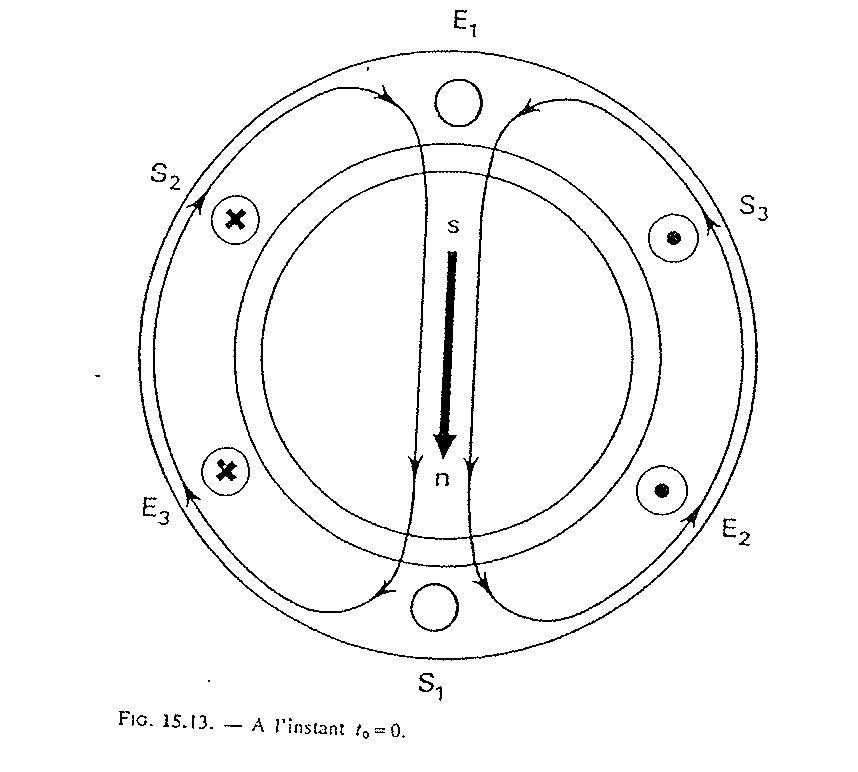 E₁
S₂
S₃
s
n
E₃
E₂
S₁
FIG. 15.13. — A l'instant t₀ = 0.